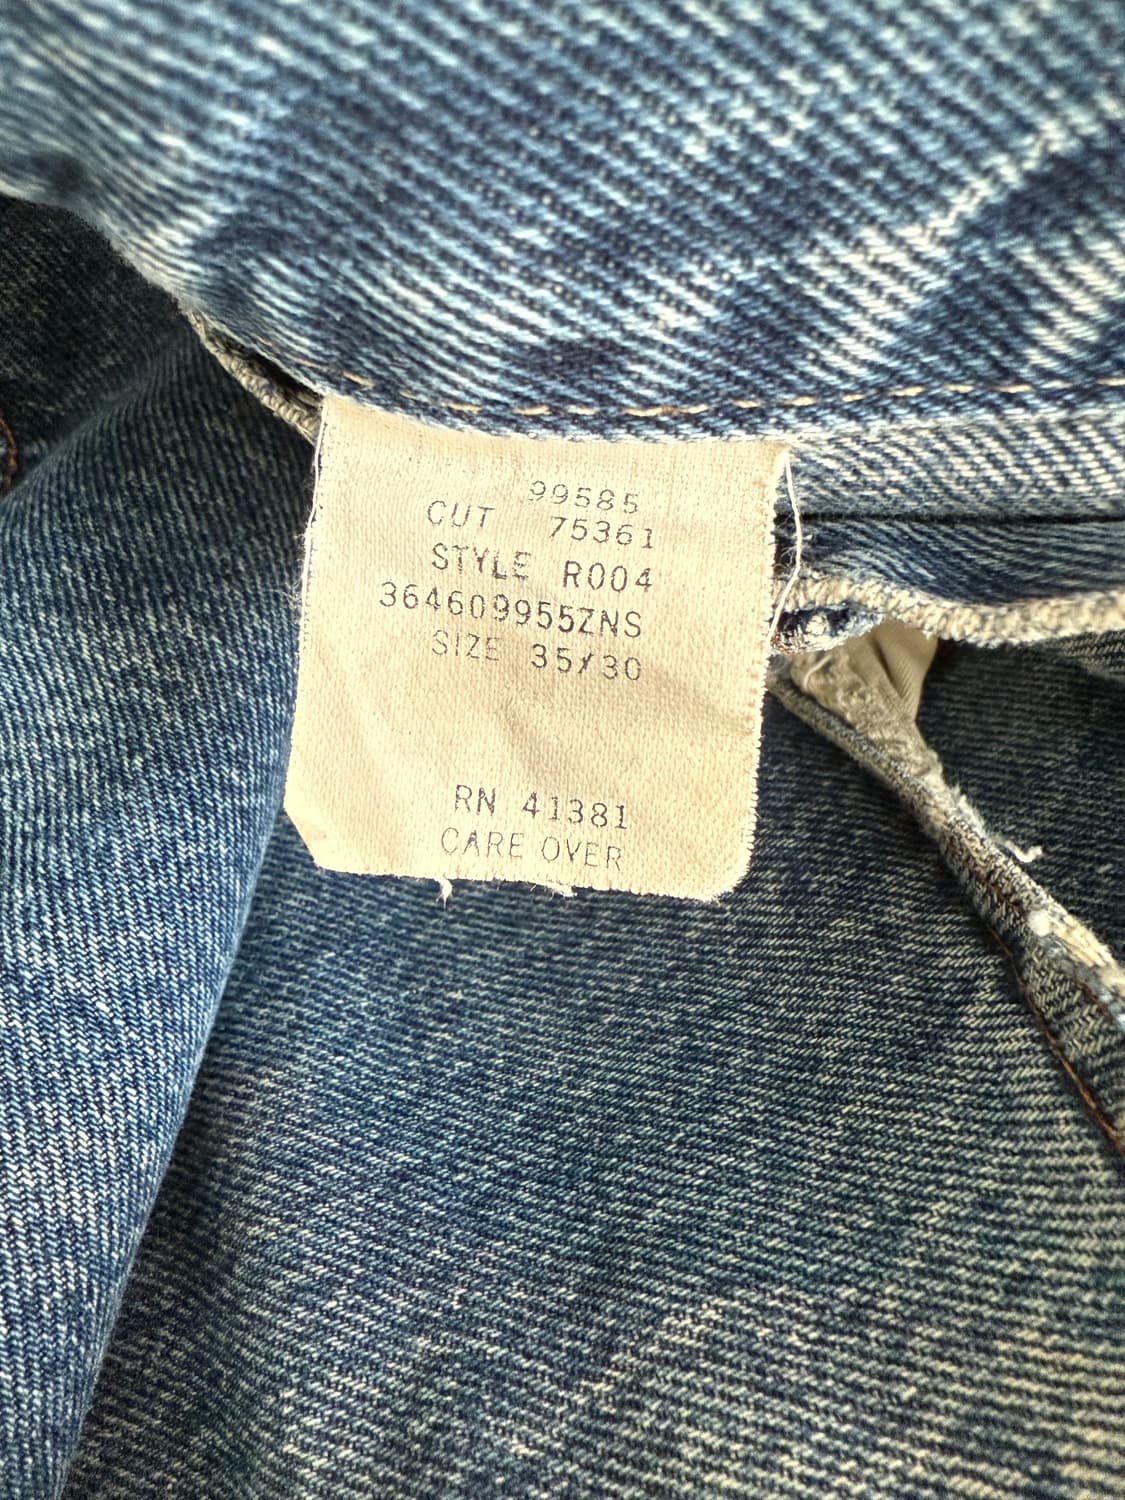 99585
CUT 75361
STYLE R004
364609955ZNS
SIZE 35/30
RN 41381
CARE OVER